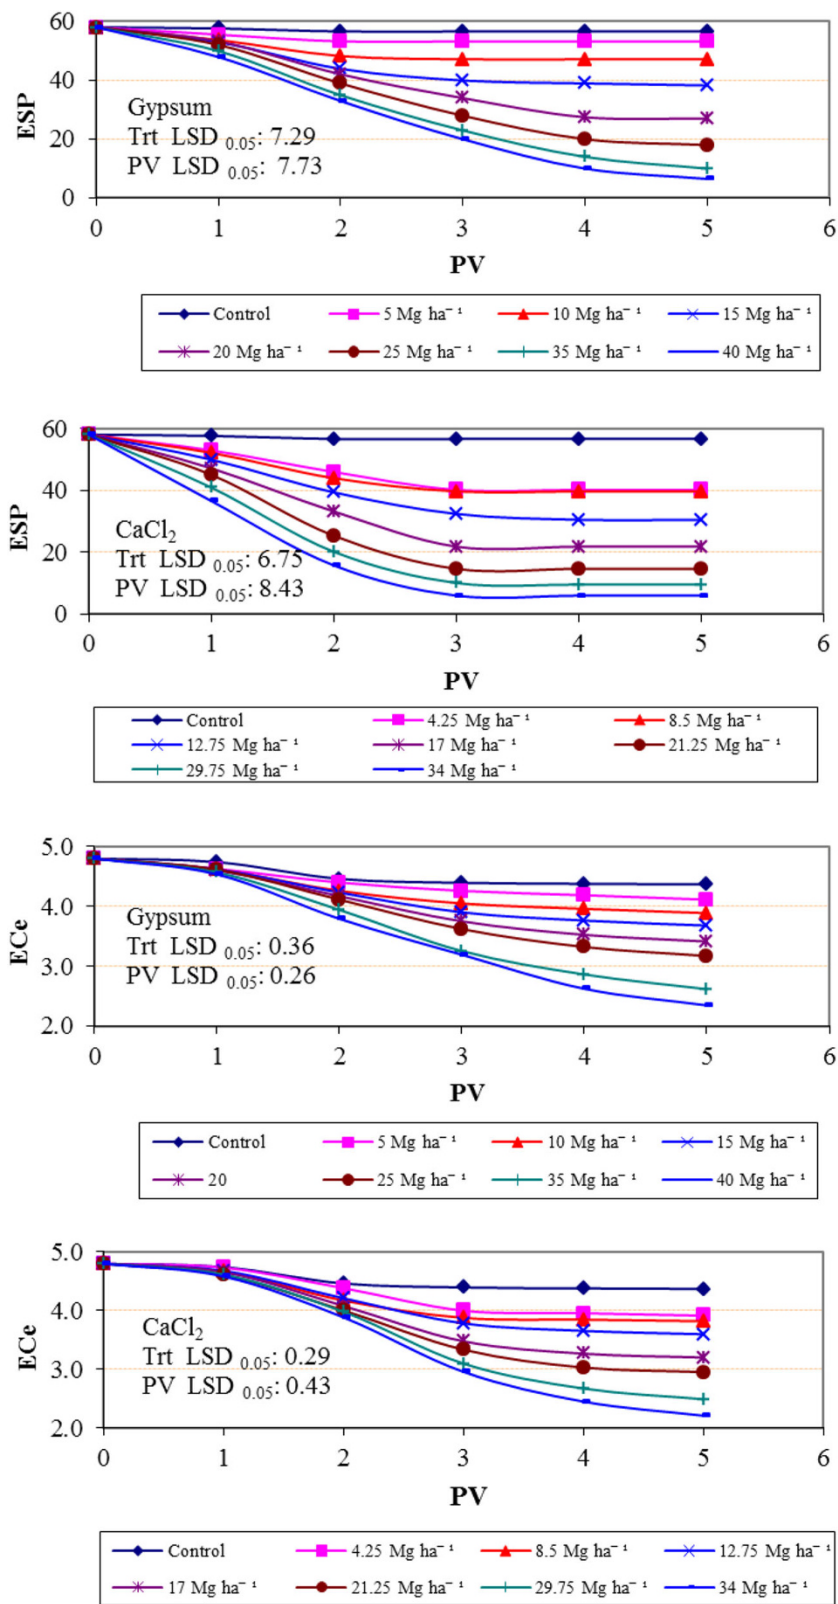 60
40
20
0
ESP
Gypsum
Trt LSD 0.05: 7.29
PV LSD 0.05: 7.73
0 1 2 3 4 5 6
PV
Control 5 Mg ha⁻¹ 10 Mg ha⁻¹ 15 Mg ha⁻¹
20 Mg ha⁻¹ 25 Mg ha⁻¹ 35 Mg ha⁻¹ 40 Mg ha⁻¹
60
40
20
0
ESP
CaCl₂
Trt LSD 0.05: 6.75
PV LSD 0.05: 8.43
0 1 2 3 4 5 6
PV
Control 4.25 Mg ha⁻¹ 8.5 Mg ha⁻¹
12.75 Mg ha⁻¹ 17 Mg ha⁻¹ 21.25 Mg ha⁻¹
29.75 Mg ha⁻¹ 34 Mg ha⁻¹
5.0
4.0
3.0
2.0
ECe
Gypsum
Trt LSD 0.05: 0.36
PV LSD 0.05: 0.26
0 1 2 3 4 5 6
PV
Control 5 Mg ha⁻¹ 10 Mg ha⁻¹ 15 Mg ha⁻¹
20 25 Mg ha⁻¹ 35 Mg ha⁻¹ 40 Mg ha⁻¹
5.0
4.0
3.0
2.0
ECe
CaCl₂
Trt LSD 0.05: 0.29
PV LSD 0.05: 0.43
0 1 2 3 4 5 6
PV
Control 4.25 Mg ha⁻¹ 8.5 Mg ha⁻¹ 12.75 Mg ha⁻¹
17 Mg ha⁻¹ 21.25 Mg ha⁻¹ 29.75 Mg ha⁻¹ 34 Mg ha⁻¹